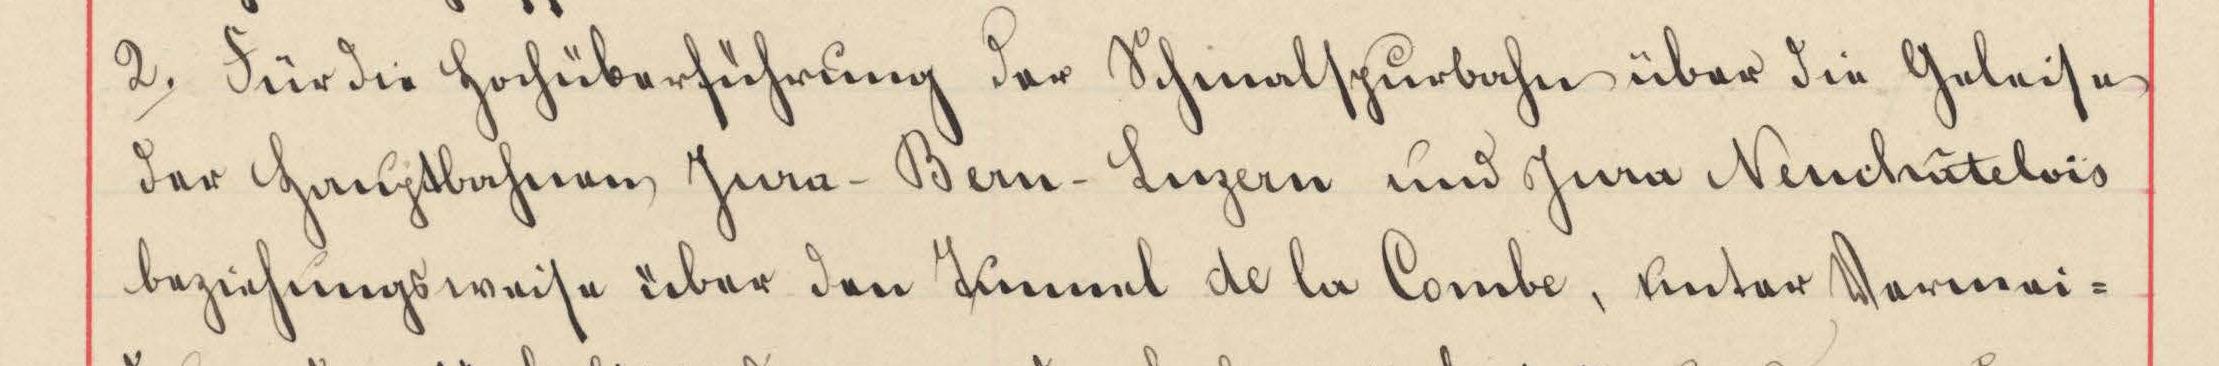 2. Für die Hochüberführung der Schmalspurbahn über die Geleise
der Hauptbahnen Jura - Bern - Luzern und Jura Neuchâtelois
beziehungsweise über den Tunnel de la Combe, unter Vermei=